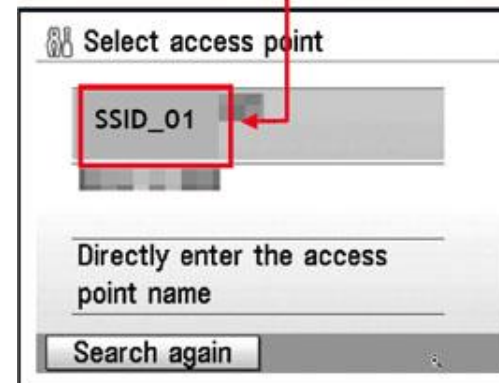 Select access point
SSID_01
Directly enter the access
point name
Search again